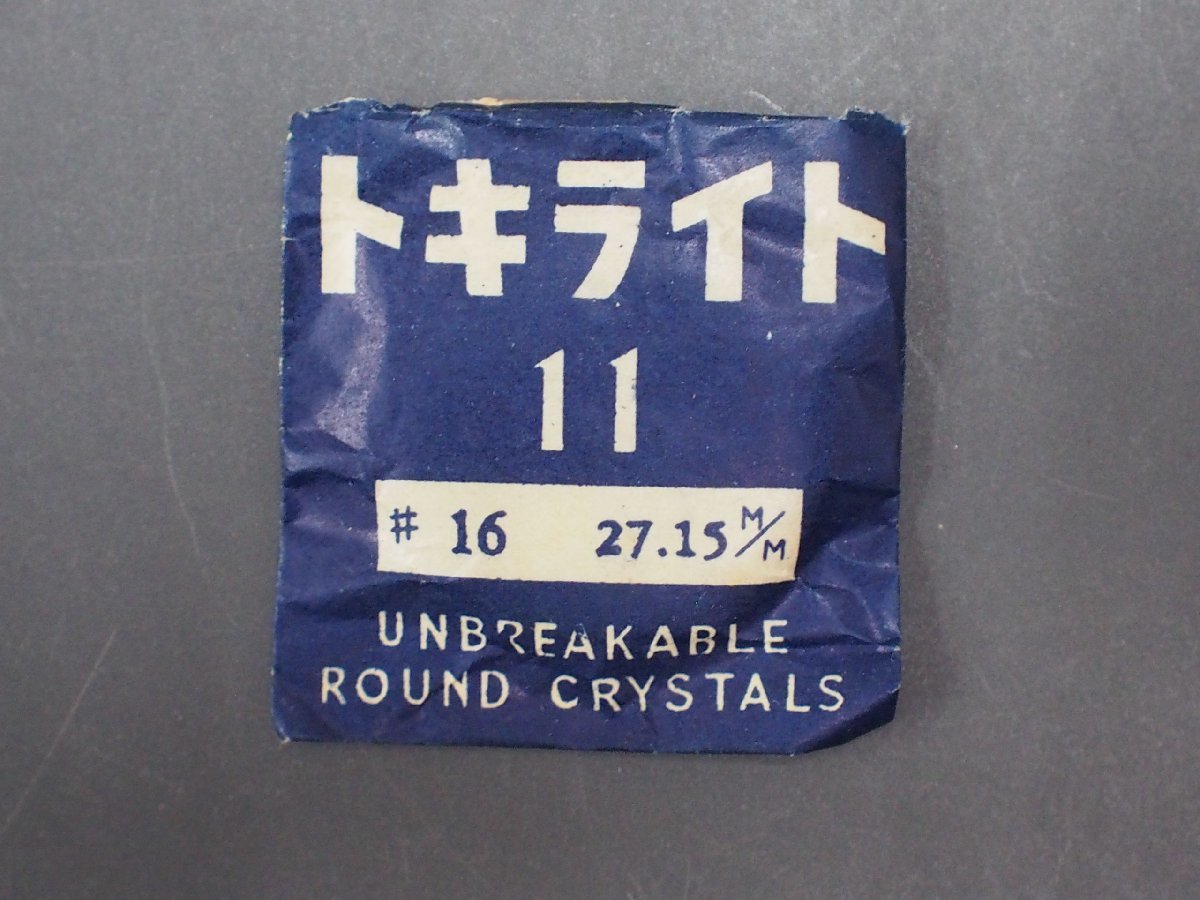 トキライト
11
# 16 27.15 M/M
UNBREAKABLE
ROUND CRYSTALS